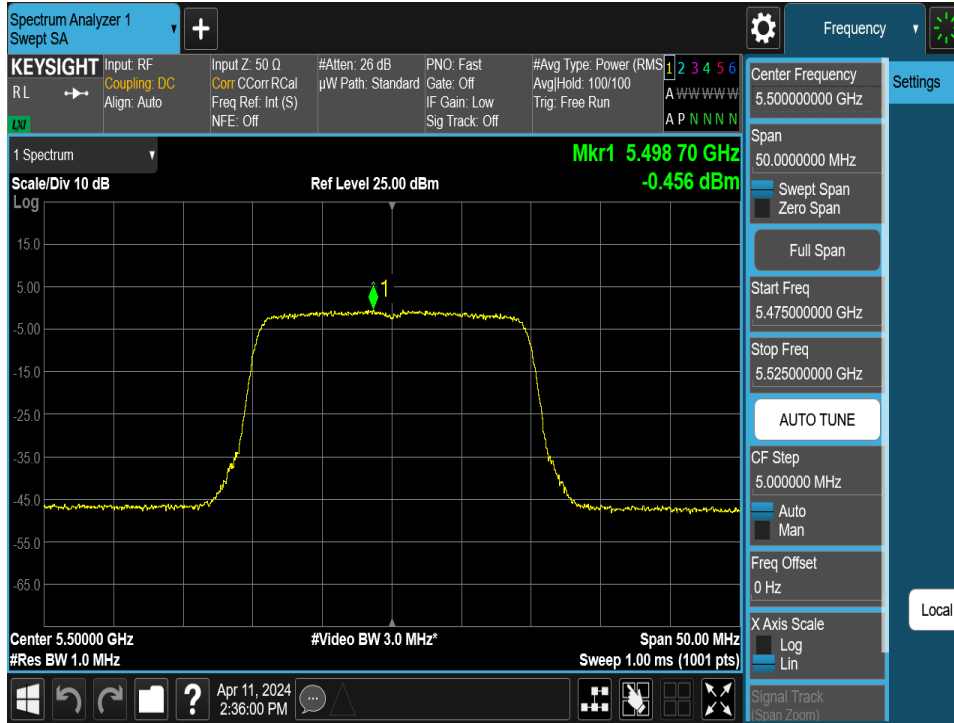 Spectrum Analyzer 1
Swept SA
+
Frequency
KEYSIGHT
RL
LXI
Input: RF
Coupling: DC
Align: Auto
Input Z: 50 Ω
Corr CCorr RCal
Freq Ref: Int (S)
NFE: Off
#Atten: 26 dB
µW Path: Standard
PNO: Fast
Gate: Off
IF Gain: Low
Sig Track: Off
#Avg Type: Power (RMS
Avg|Hold: 100/100
Trig: Free Run
1 2 3 4 5 6
A W W W W W
A P N N N N
1 Spectrum
Mkr1 5.498 70 GHz
Scale/Div 10 dB
Ref Level 25.00 dBm
-0.456 dBm
Log
15.0
5.00
-5.00
-15.0
-25.0
-35.0
-45.0
-55.0
-65.0
1
Center 5.50000 GHz
#Video BW 3.0 MHz*
Span 50.00 MHz
#Res BW 1.0 MHz
Sweep 1.00 ms (1001 pts)
Center Frequency
5.500000000 GHz
Span
50.0000000 MHz
Swept Span
Zero Span
Full Span
Start Freq
5.475000000 GHz
Stop Freq
5.525000000 GHz
AUTO TUNE
CF Step
5.000000 MHz
Auto
Man
Freq Offset
0 Hz
X Axis Scale
Log
Lin
Signal Track
(Span Zoom)
Settings
Local
?
Apr 11, 2024
2:36:00 PM